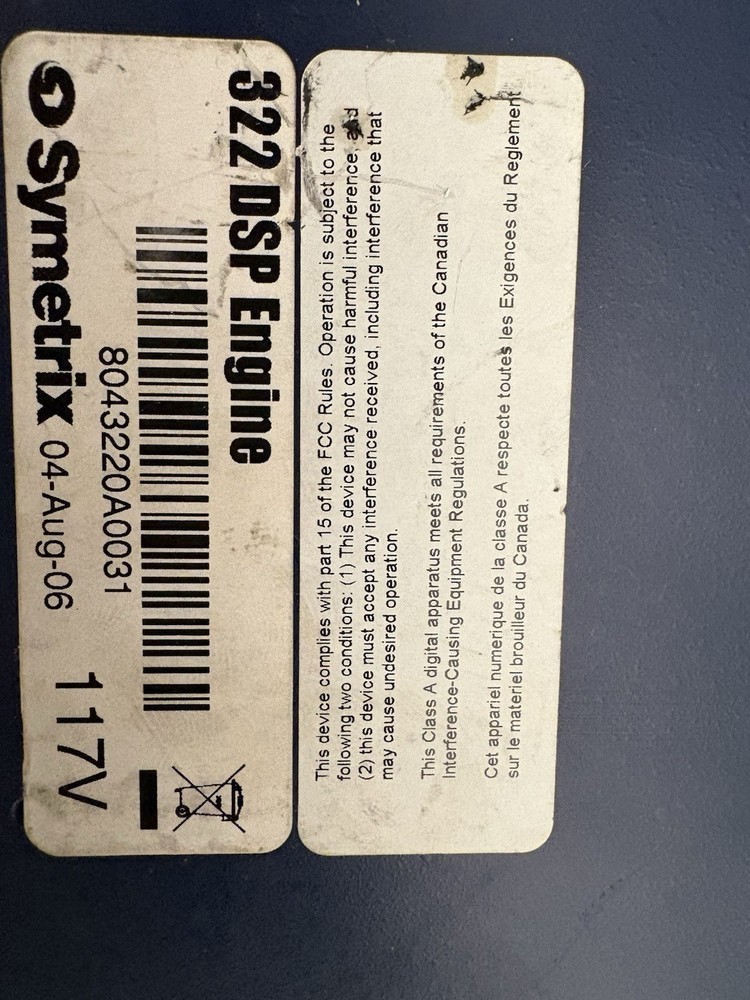 322 DSP Engine
8043220A0031
Symetrix 04-Aug-06 117V
This device complies with part 15 of the FCC Rules. Operation is subject to the
following two conditions: (1) This device may not cause harmful interference, and
(2) this device must accept any interference received, including interference that
may cause undesired operation.
This Class A digital apparatus meets all requirements of the Canadian
Interference-Causing Equipment Regulations.
Cet appariel numerique de la classe A respecte toutes les Exigences du Reglement
sur le materiel brouilleur du Canada.